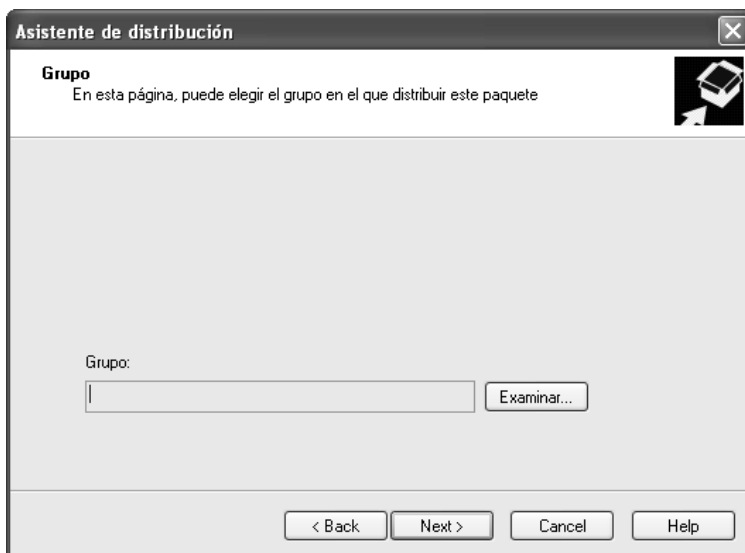 Asistente de distribución
Grupo
En esta página, puede elegir el grupo en el que distribuir este paquete
Grupo:
Examinar...
< Back
Next >
Cancel
Help